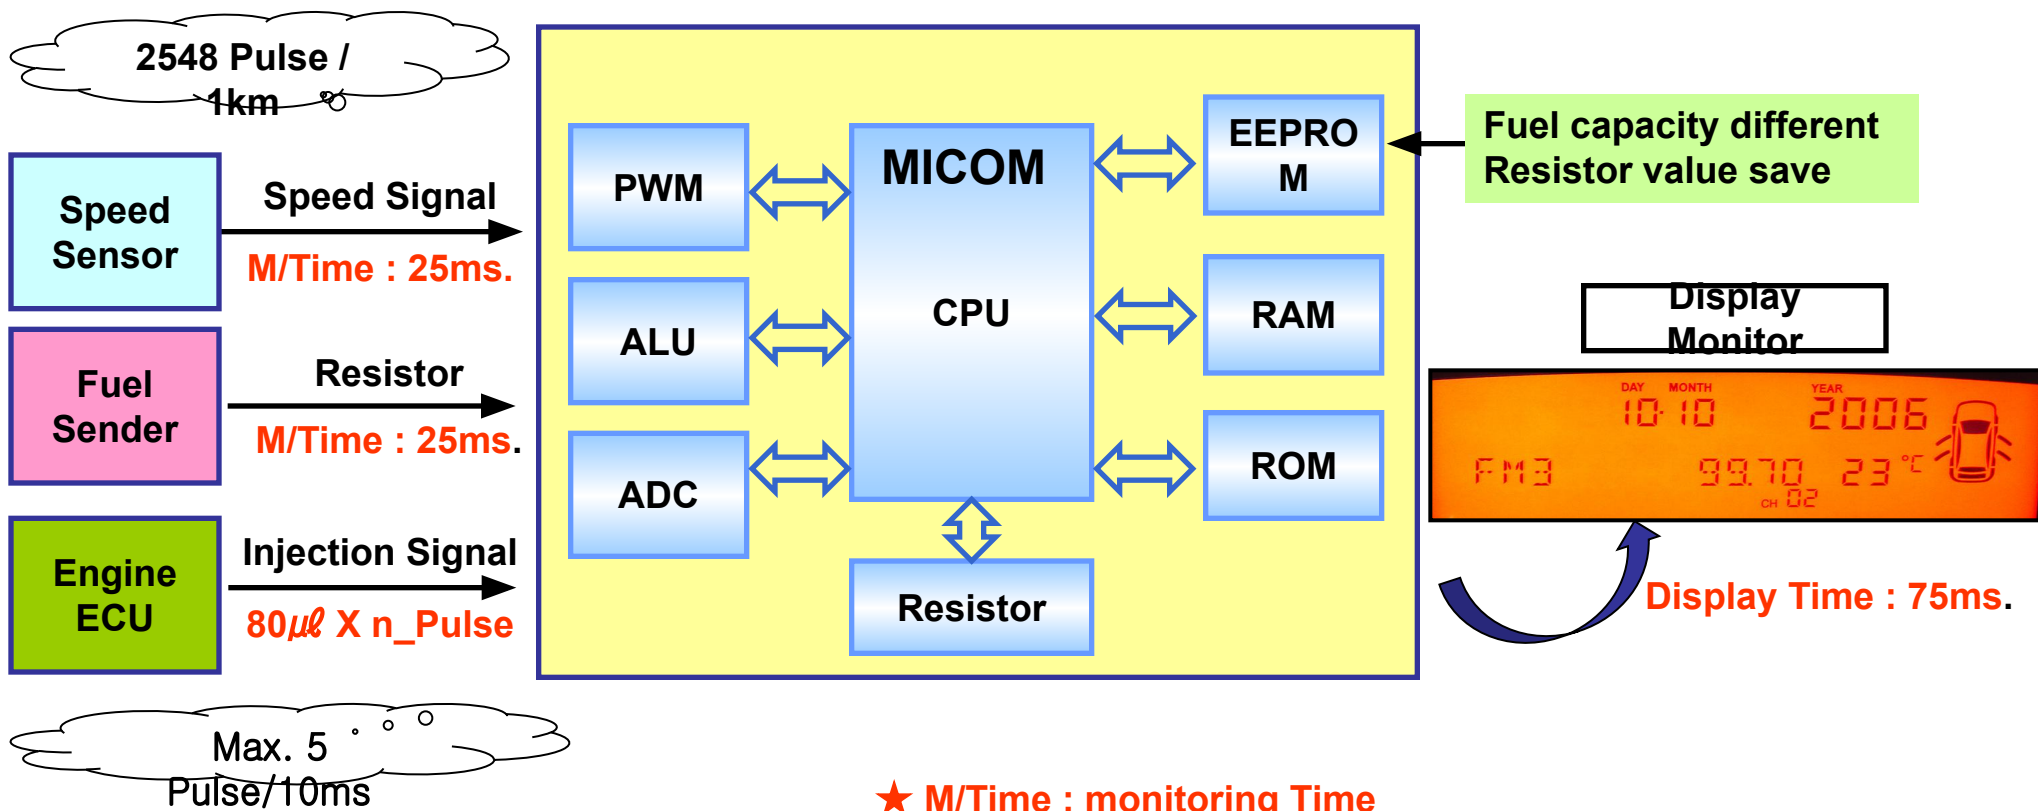 2548 Pulse /
1km
Speed
Sensor
Speed Signal
M/Time : 25ms.
Fuel
Sender
Resistor
M/Time : 25ms.
Engine
ECU
Injection Signal
80㎕ X n_Pulse
Max. 5
Pulse/10ms
PWM
ALU
ADC
MICOM
CPU
Resistor
EEPRO
M
RAM
ROM
Fuel capacity different
Resistor value save
Display
Monitor
DAY MONTH YEAR
10·10 2006
FM3 99.70 23 °C
CH 02
Display Time : 75ms.
★ M/Time : monitoring Time